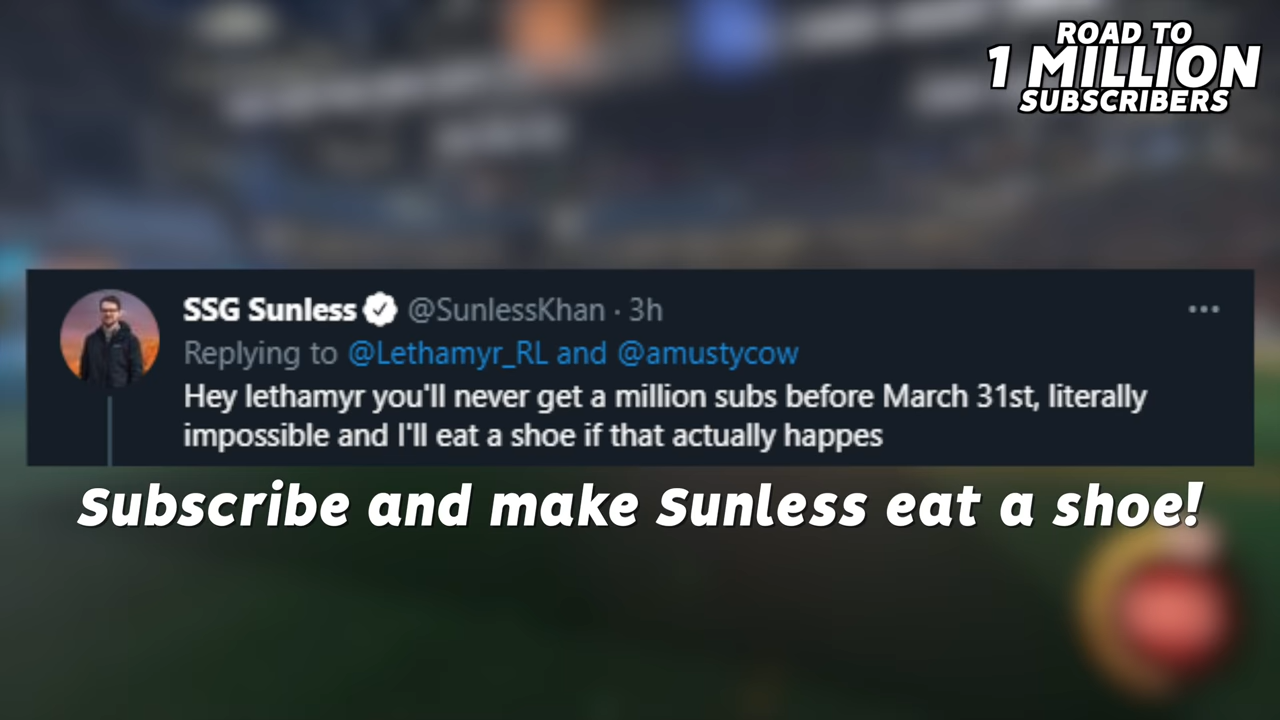 ROAD TO
1 MILLION
SUBSCRIBERS
SSG Sunless @SunlessKhan · 3h
Replying to @Lethamyr_RL and @amustycow
Hey lethamyr you'll never get a million subs before March 31st, literally
impossible and I'll eat a shoe if that actually happes
Subscribe and make Sunless eat a shoe!